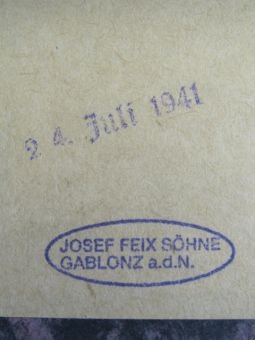 2 4. Juli 1941
JOSEF FEIX SÖHNE
GABLONZ a.d.N.